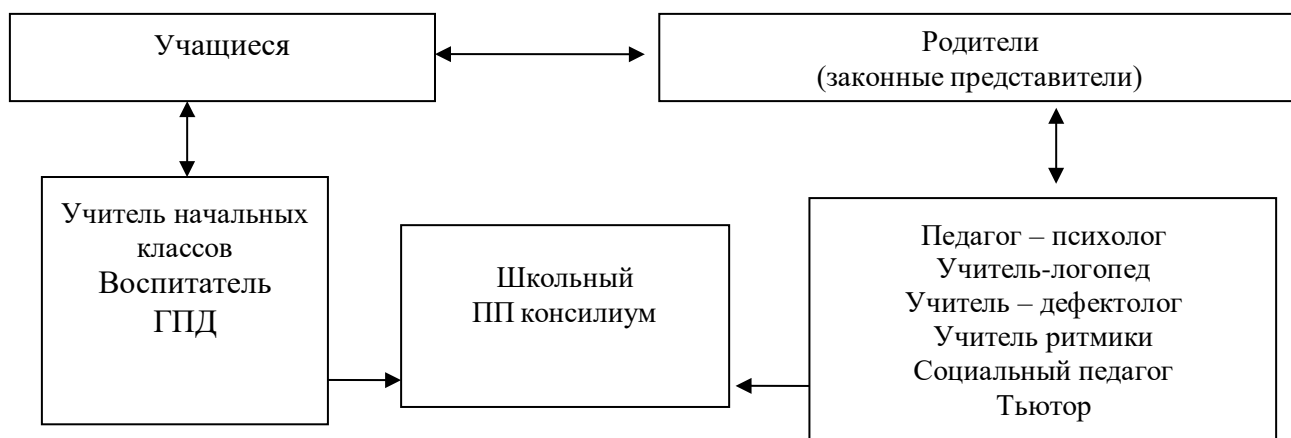 Учащиеся
Родители
(законные представители)
Учитель начальных
классов
Воспитатель
ГПД
Школьный
ПП консилиум
Педагог – психолог
Учитель-логопед
Учитель – дефектолог
Учитель ритмики
Социальный педагог
Тьютор